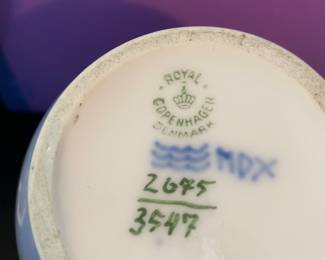 ROYAL
COPENHAGEN
DENMARK
MDX
2675
3547